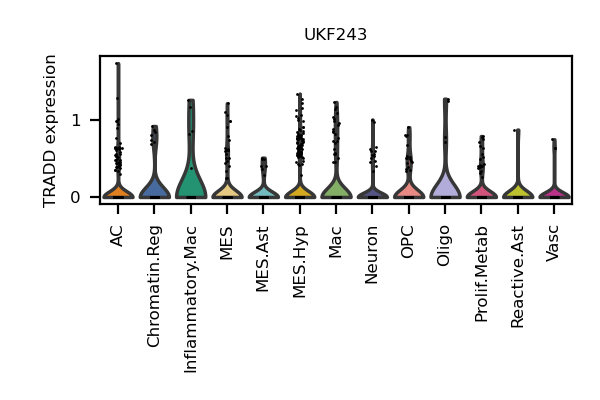 UKF243
TRADD expression
1
0
AC
Chromatin.Reg
Inflammatory.Mac
MES
MES.Ast
MES.Hyp
Mac
Neuron
OPC
Oligo
Prolif.Metab
Reactive.Ast
Vasc